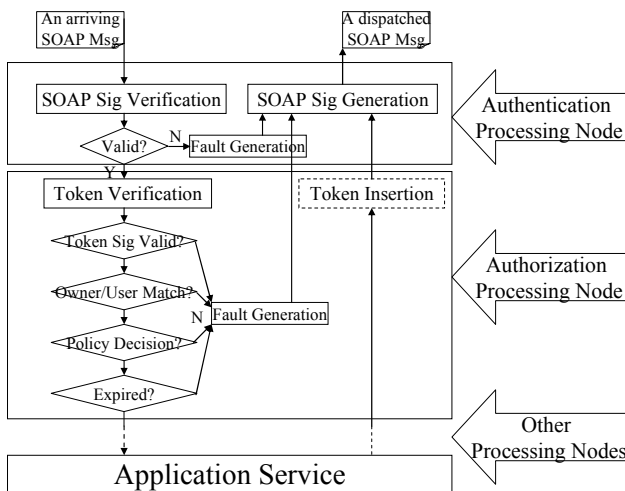 An arriving
SOAP Msg
A dispatched
SOAP Msg
SOAP Sig Verification
SOAP Sig Generation
Authentication
Processing Node
Valid?
N
Fault Generation
Y
Token Verification
Token Insertion
Token Sig Valid?
Owner/User Match?
Authorization
Processing Node
N
Fault Generation
Policy Decision?
Expired?
Other
Processing Nodes
Application Service